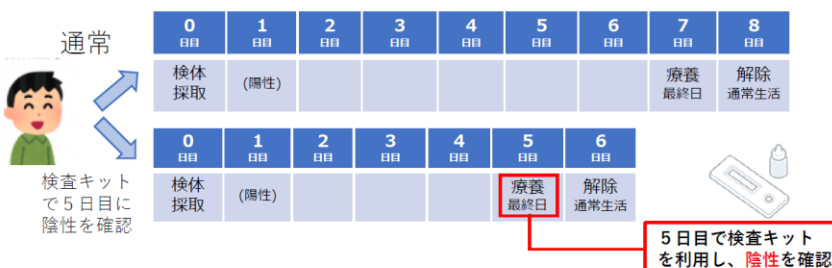 通常
0 1 2 3 4 5 6 7 8
日目 日目 日目 日目 日目 日目 日目 日目 日目
検体 (陽性) 療養 解除
採取 最終日 通常生活
0 1 2 3 4 5 6
日目 日目 日目 日目 日目 日目 日目
検体 (陽性) 療養 解除
採取 最終日 通常生活
検査キット
で5日目に
陰性を確認
5日目で検査キット
を利用し、陰性を確認